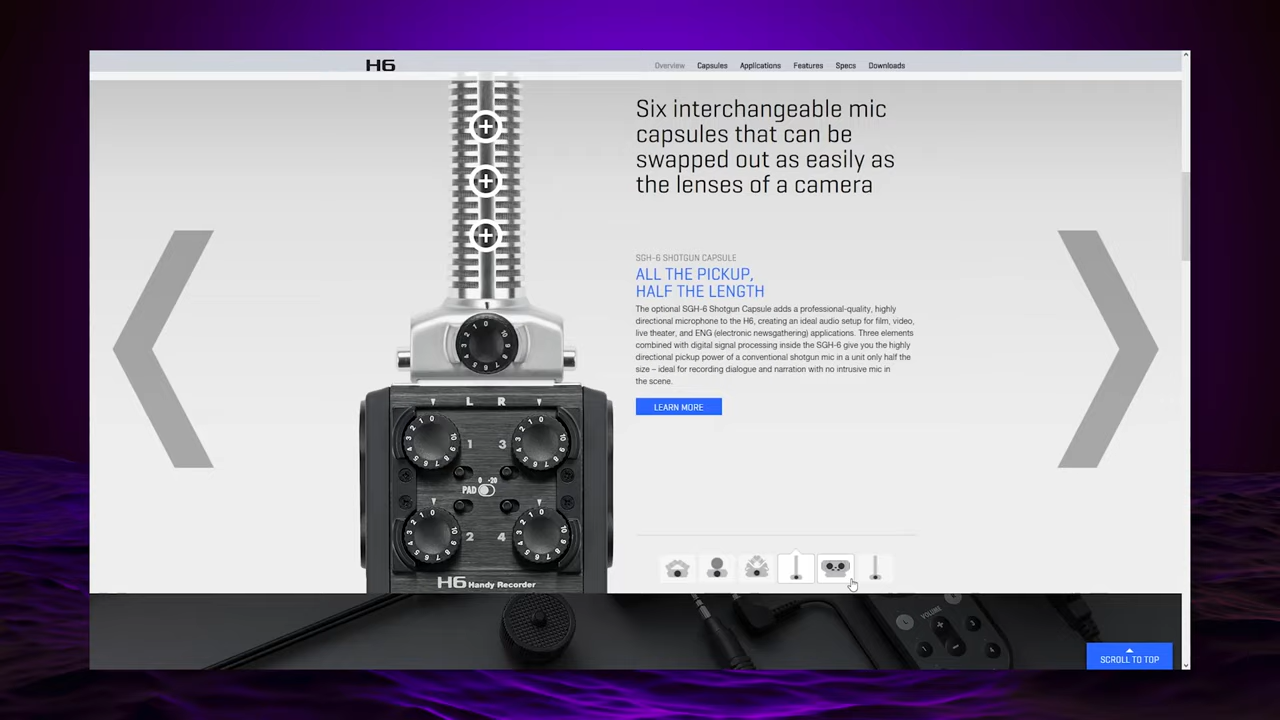 H6
Overview Capsules Applications Features Specs Downloads
Six interchangeable mic
capsules that can be
swapped out as easily as
the lenses of a camera
SGH-6 SHOTGUN CAPSULE
ALL THE PICKUP,
HALF THE LENGTH
The optional SGH-6 Shotgun Capsule adds a professional-quality, highly
directional microphone to the H6, creating an ideal audio setup for film, video,
live theater, and ENG (electronic newsgathering) applications. Three elements
combined with digital signal processing inside the SGH-6 give you the highly
directional pickup power of a conventional shotgun mic in a unit only half the
size – ideal for recording dialogue and narration with no intrusive mic in
the scene.
LEARN MORE
L R
1 3
PAD 0 -20
2 4
H6 Handy Recorder
VOLUME
SCROLL TO TOP